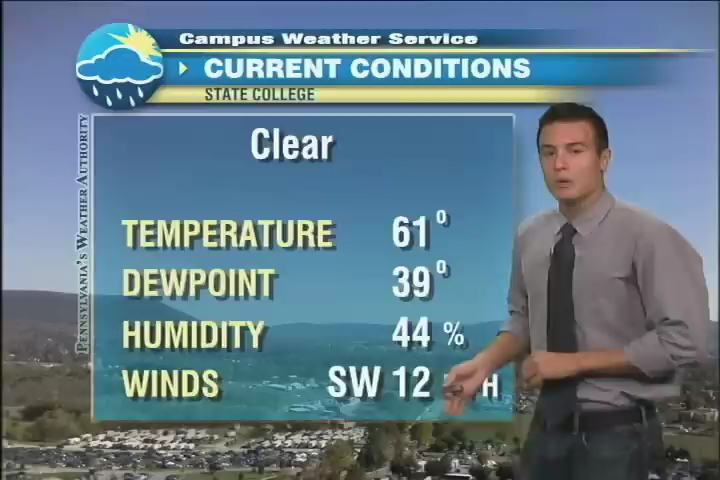 Campus Weather Service
CURRENT CONDITIONS
STATE COLLEGE
PENNSYLVANIA'S WEATHER AUTHORITY
Clear
TEMPERATURE 61°
DEWPOINT 39°
HUMIDITY 44 %
WINDS SW 12